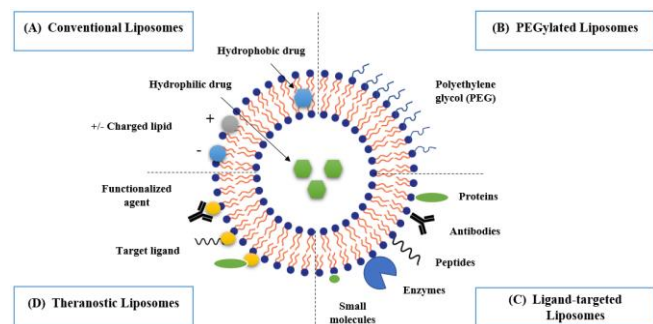 (A) Conventional Liposomes
(B) PEGylated Liposomes
Hydrophobic drug
Hydrophilic drug
Polyethylene
glycol (PEG)
+/- Charged lipid
+
-
Functionalized
agent
Target ligand
Proteins
Antibodies
Peptides
Enzymes
Small
molecules
(D) Theranostic Liposomes
(C) Ligand-targeted
Liposomes